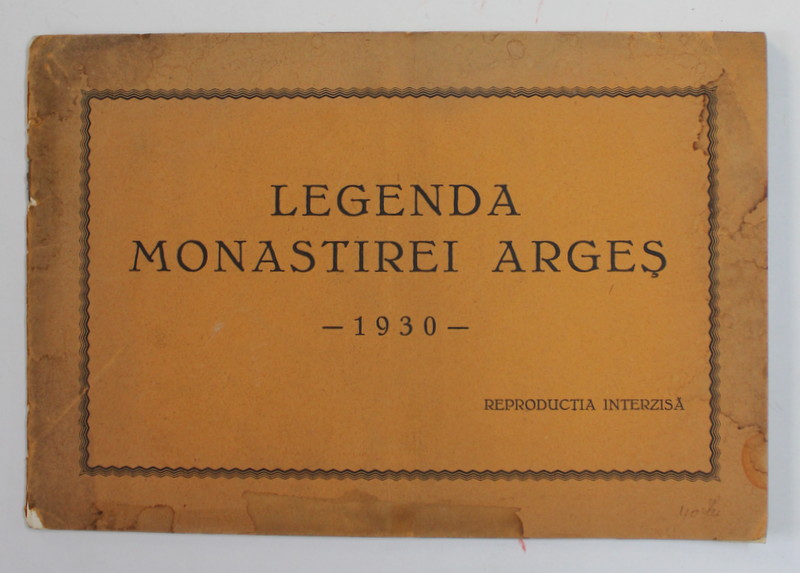 LEGENDA
MONASTIREI ARGEŞ
— 1930 —
REPRODUCTIA INTERZISĂ